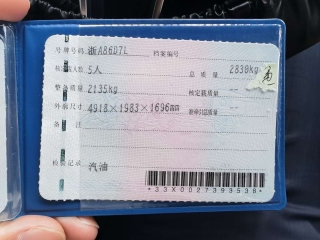 号牌号码 浙A86D7L 档案编号
核定载人数 5人 总质量 2838kg
整备质量 2135kg 核定载质量 --
外廓尺寸 4918×1983×1696mm 准牵引总质量 --
备注
检验记录 汽油
*33X0027393538*